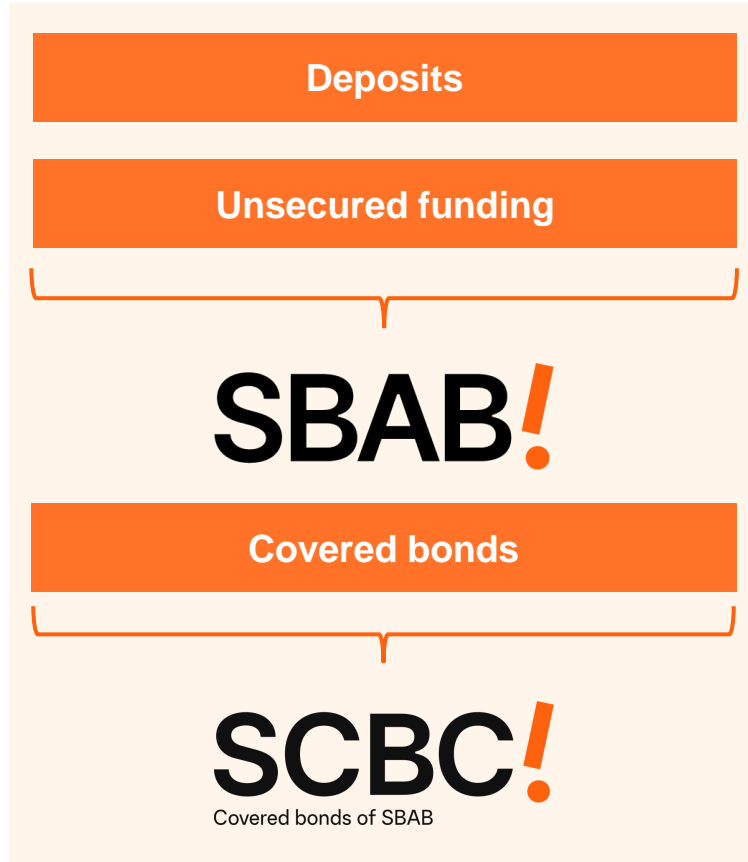 Deposits
Unsecured funding
SBAB!
Covered bonds
SCBC!
Covered bonds of SBAB